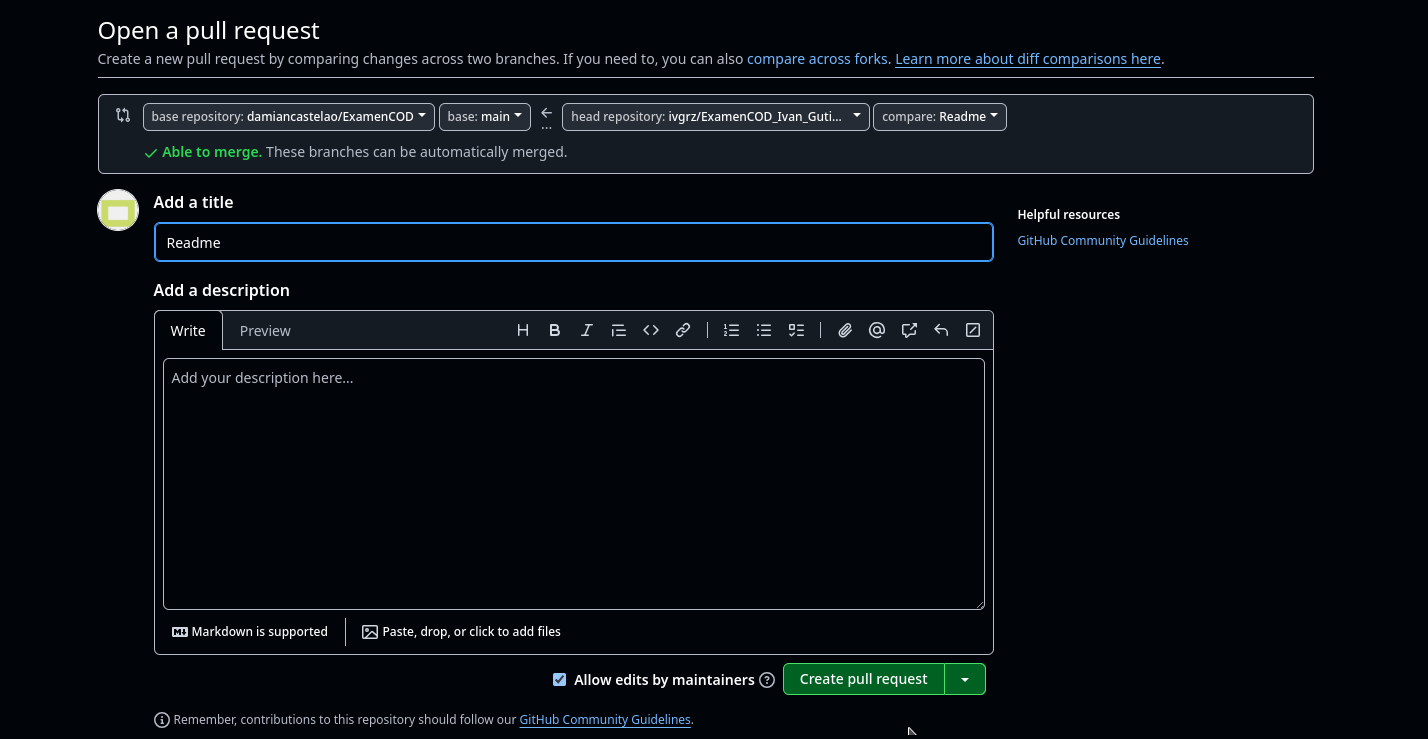 Open a pull request
Create a new pull request by comparing changes across two branches. If you need to, you can also compare across forks. Learn more about diff comparisons here.
base repository: damiancastelao/ExamenCOD base: main ← ... head repository: ivgrz/ExamenCOD_Ivan_Guti... compare: Readme
Able to merge. These branches can be automatically merged.
Add a title
Readme
Helpful resources
GitHub Community Guidelines
Add a description
Write Preview
Add your description here...
Markdown is supported
Paste, drop, or click to add files
Allow edits by maintainers
Create pull request
Remember, contributions to this repository should follow our GitHub Community Guidelines.